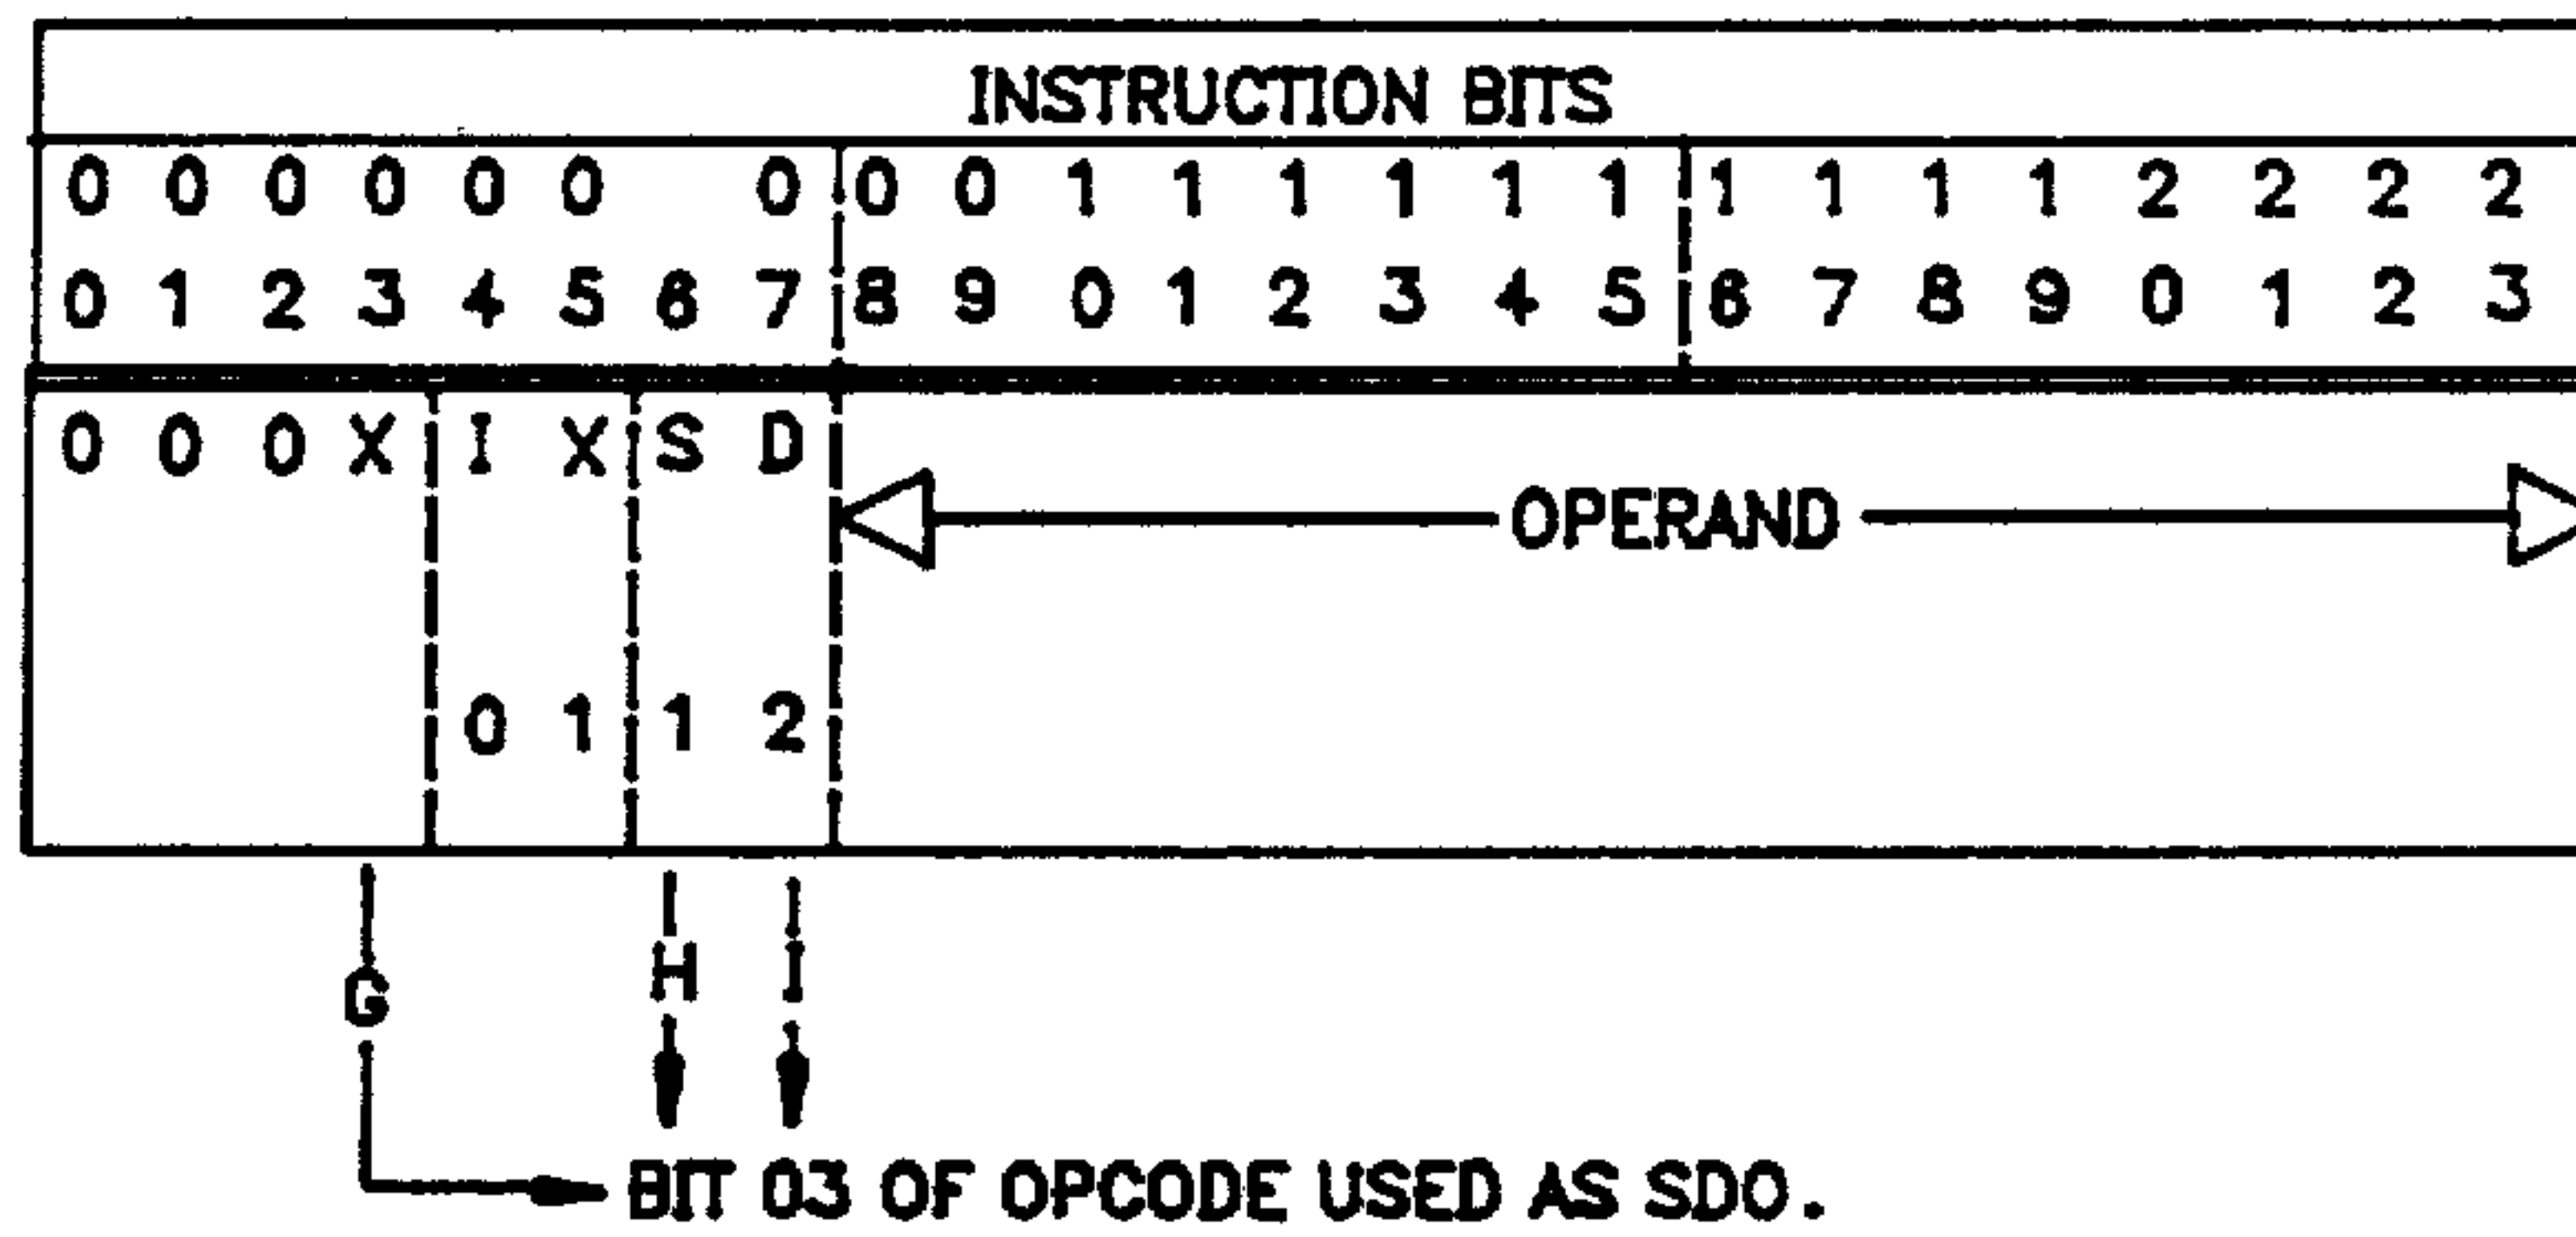 INSTRUCTION BITS
0 0 0 0 0 0 0 0 0 1 1 1 1 1 1 1 1 1 1 2 2 2 2
0 1 2 3 4 5 6 7 8 9 0 1 2 3 4 5 6 7 8 9 0 1 2 3
0 0 0 X I X S D
OPERAND
0 1 1 2
G H I
BIT 03 OF OPCODE USED AS SDO.